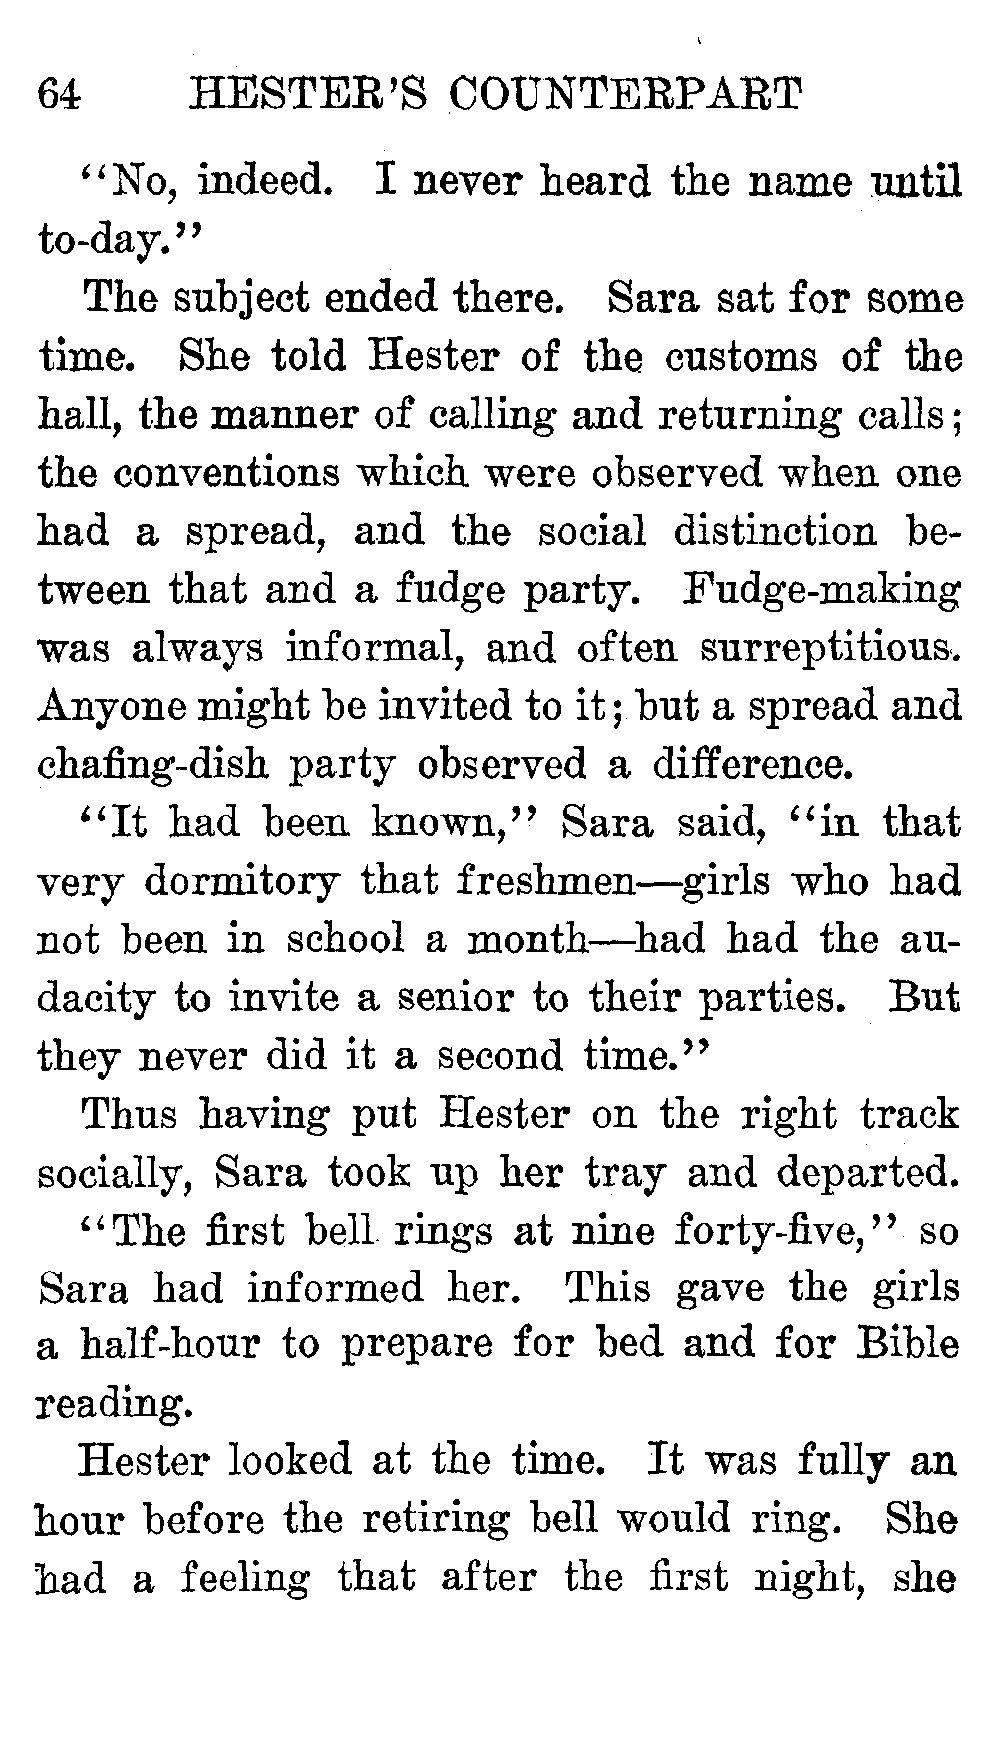 64 HESTER'S COUNTERPART
"No, indeed. I never heard the name until
to-day."
The subject ended there. Sara sat for some
time. She told Hester of the customs of the
hall, the manner of calling and returning calls;
the conventions which were observed when one
had a spread, and the social distinction be-
tween that and a fudge party. Fudge-making
was always informal, and often surreptitious.
Anyone might be invited to it; but a spread and
chafing-dish party observed a difference.
"It had been known," Sara said, "in that
very dormitory that freshmen—girls who had
not been in school a month—had had the au-
dacity to invite a senior to their parties. But
they never did it a second time."
Thus having put Hester on the right track
socially, Sara took up her tray and departed.
"The first bell rings at nine forty-five," so
Sara had informed her. This gave the girls
a half-hour to prepare for bed and for Bible
reading.
Hester looked at the time. It was fully an
hour before the retiring bell would ring. She
had a feeling that after the first night, she